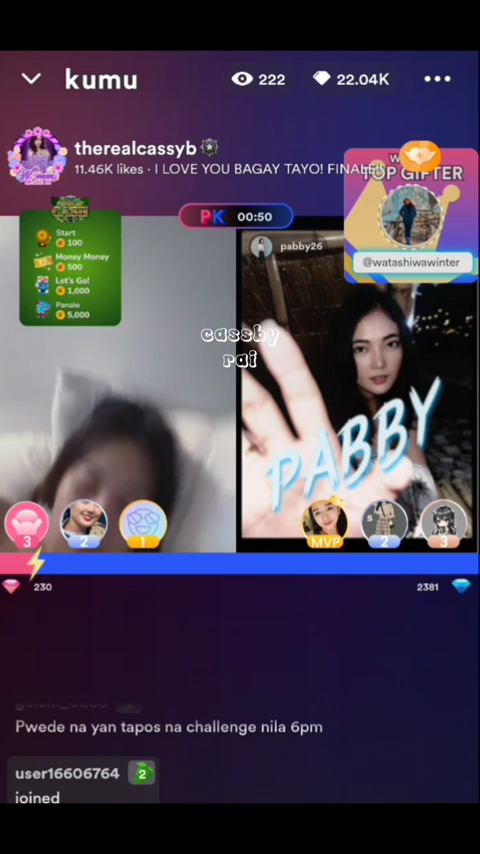 kumu
222
22.04K
therealcassyb
11.46K likes · I LOVE YOU BAGAY TAYO! FINALE!!
TOP GIFTER
@watashiwawinter
PK 00:50
Start
100
Money Money
500
Let's Go!
1,000
Panalo
5,000
pabby26
cassby
rai
PABBY
3
2
1
MVP
2
3
230
2381
Pwede na yan tapos na challenge nila 6pm
user16606764 2
joined